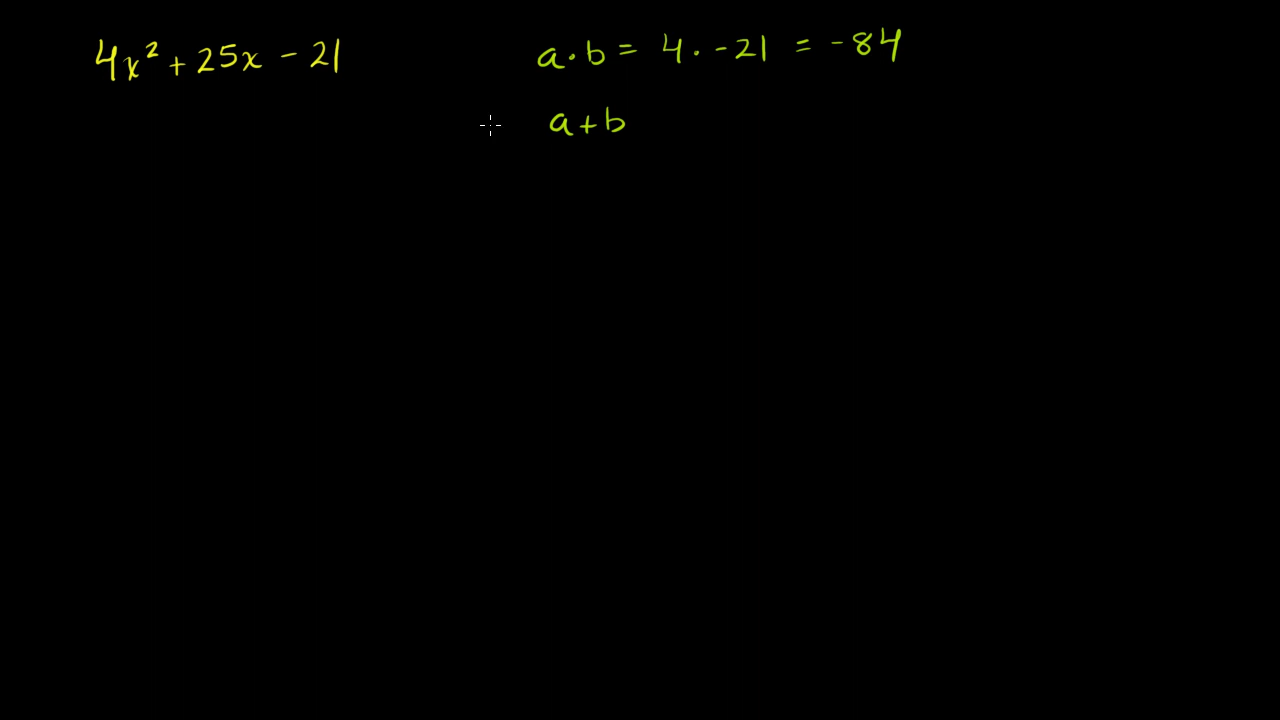 4x² + 25x - 21
a · b = 4 · -21 = -84
a + b